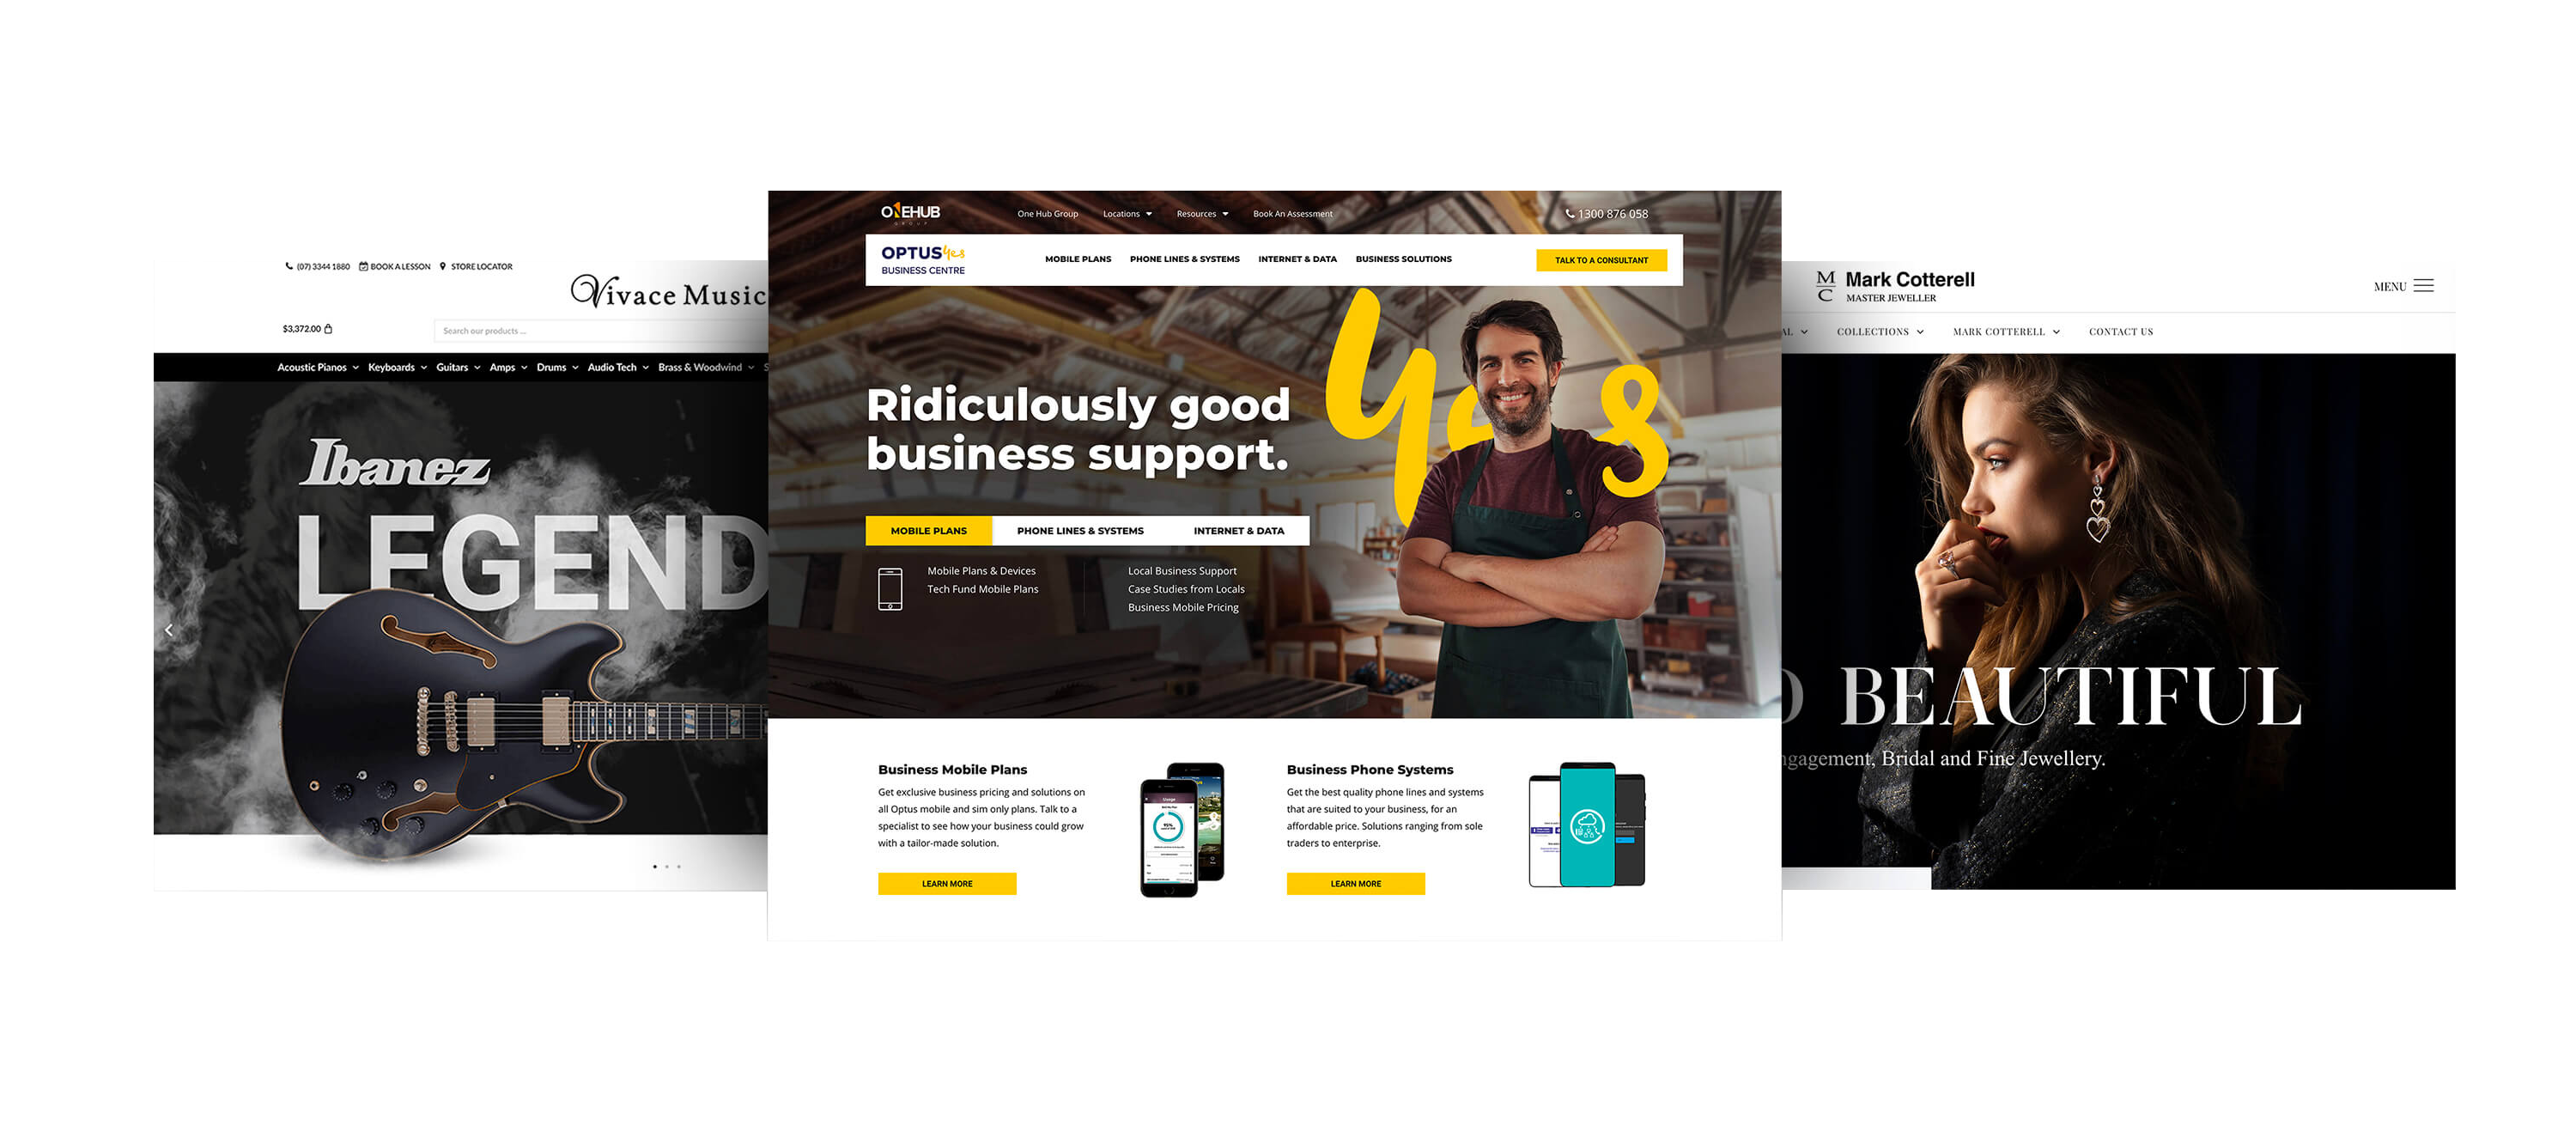 (07) 3344 1880 BOOK A LESSON STORE LOCATOR
Vivace Music
$3,372.00
Search our products ...
Acoustic Pianos Keyboards Guitars Amps Drums Audio Tech Brass & Woodwind S
Ibanez
LEGEND
ONEHUB
GROUP
One Hub Group Locations Resources Book An Assessment
1300 876 058
OPTUS yes
BUSINESS CENTRE
MOBILE PLANS PHONE LINES & SYSTEMS INTERNET & DATA BUSINESS SOLUTIONS
TALK TO A CONSULTANT
yes
Ridiculously good
business support.
MOBILE PLANS PHONE LINES & SYSTEMS INTERNET & DATA
Mobile Plans & Devices
Tech Fund Mobile Plans
Local Business Support
Case Studies from Locals
Business Mobile Pricing
Business Mobile Plans
Get exclusive business pricing and solutions on
all Optus mobile and sim only plans. Talk to a
specialist to see how your business could grow
with a tailor-made solution.
LEARN MORE
Usage
95%
Business Phone Systems
Get the best quality phone lines and systems
that are suited to your business, for an
affordable price. Solutions ranging from sole
traders to enterprise.
LEARN MORE
M
C
Mark Cotterell
MASTER JEWELLER
MENU
AL COLLECTIONS MARK COTTERELL CONTACT US
BEAUTIFUL
ngagement, Bridal and Fine Jewellery.